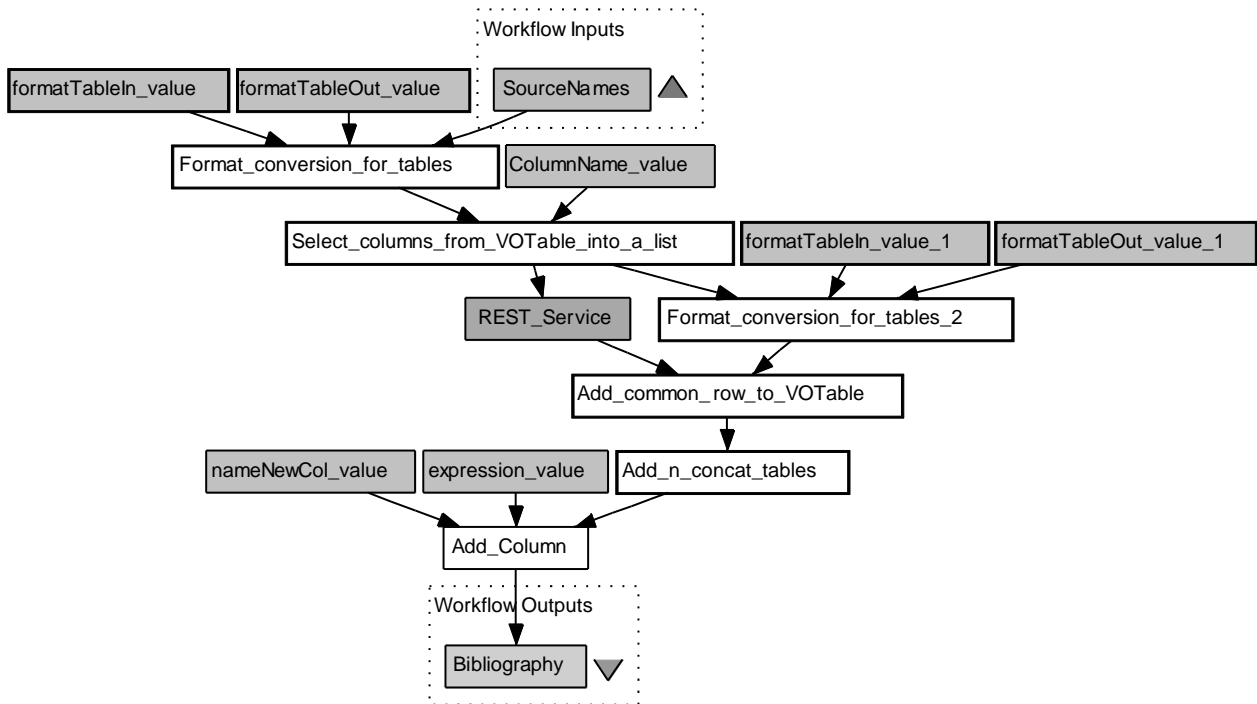 Workflow Inputs
formatTableIn_value
formatTableOut_value
SourceNames
Format_conversion_for_tables
ColumnName_value
Select_columns_from_VOTable_into_a_list
formatTableIn_value_1
formatTableOut_value_1
REST_Service
Format_conversion_for_tables_2
Add_common_row_to_VOTable
nameNewCol_value
expression_value
Add_n_concat_tables
Add_Column
Workflow Outputs
Bibliography